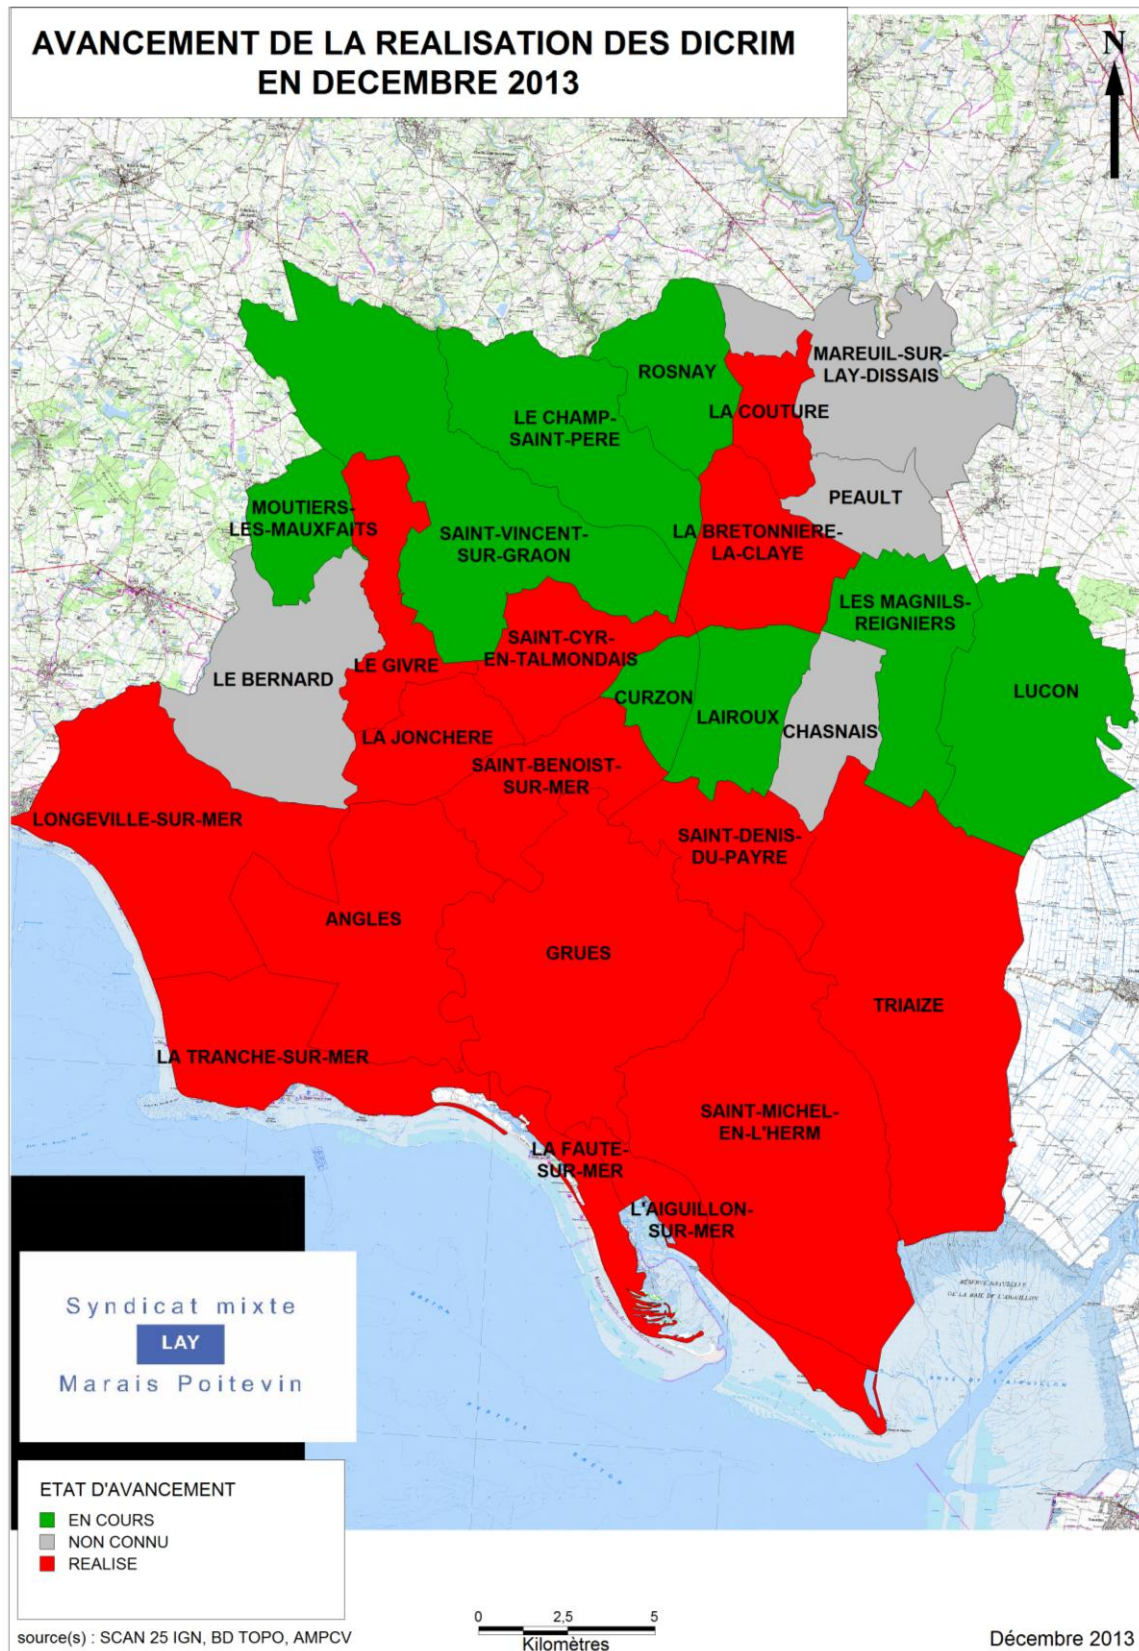 AVANCEMENT DE LA REALISATION DES DICRIM
EN DECEMBRE 2013
N
MAREUIL-SUR-
LAY-DISSAIS
ROSNAY
LA COUTURE
LE CHAMP-
SAINT-PERE
PEAULT
MOUTIERS-
LES-MAUXFAITS
SAINT-VINCENT-
SUR-GRAON
LA BRETONNIERE-
LA-CLAYE
LES MAGNILS-
REIGNIERS
SAINT-CYR-
EN-TALMONDAIS
LE GIVRE
LE BERNARD
CURZON
LAIROUX
LUCON
CHASNAIS
LA JONCHERE
SAINT-BENOIST-
SUR-MER
LONGEVILLE-SUR-MER
SAINT-DENIS-
DU-PAYRE
ANGLES
GRUES
TRIAIZE
LA TRANCHE-SUR-MER
SAINT-MICHEL-
EN-L'HERM
LA FAUTE-
SUR-MER
L'AIGUILLON-
SUR-MER
Syndicat mixte
LAY
Marais Poitevin
ETAT D'AVANCEMENT
EN COURS
NON CONNU
REALISE
source(s) : SCAN 25 IGN, BD TOPO, AMPCV
0 2,5 5
Kilomètres
Décembre 2013